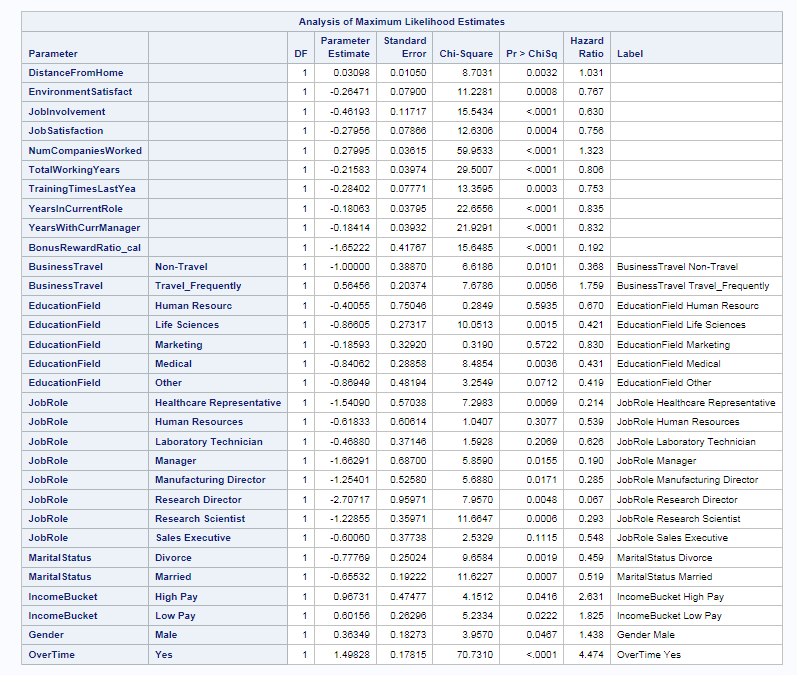 Analysis of Maximum Likelihood Estimates
Parameter DF Parameter Estimate Standard Error Chi-Square Pr > ChiSq Hazard Ratio Label
DistanceFromHome 1 0.03098 0.01050 8.7031 0.0032 1.031
EnvironmentSatisfact 1 -0.26471 0.07900 11.2281 0.0008 0.767
JobInvolvement 1 -0.46193 0.11717 15.5434 <.0001 0.630
JobSatisfaction 1 -0.27956 0.07866 12.6306 0.0004 0.756
NumCompaniesWorked 1 0.27995 0.03615 59.9533 <.0001 1.323
TotalWorkingYears 1 -0.21583 0.03974 29.5007 <.0001 0.806
TrainingTimesLastYea 1 -0.28402 0.07771 13.3595 0.0003 0.753
YearsInCurrentRole 1 -0.18063 0.03795 22.6556 <.0001 0.835
YearsWithCurrManager 1 -0.18414 0.03932 21.9291 <.0001 0.832
BonusRewardRatio_cal 1 -1.65222 0.41767 15.6485 <.0001 0.192
BusinessTravel Non-Travel 1 -1.00000 0.38870 6.6186 0.0101 0.368 BusinessTravel Non-Travel
BusinessTravel Travel_Frequently 1 0.56456 0.20374 7.6786 0.0056 1.759 BusinessTravel Travel_Frequently
EducationField Human Resourc 1 -0.40055 0.75046 0.2849 0.5935 0.670 EducationField Human Resourc
EducationField Life Sciences 1 -0.86605 0.27317 10.0513 0.0015 0.421 EducationField Life Sciences
EducationField Marketing 1 -0.18593 0.32920 0.3190 0.5722 0.830 EducationField Marketing
EducationField Medical 1 -0.84062 0.28858 8.4854 0.0036 0.431 EducationField Medical
EducationField Other 1 -0.86949 0.48194 3.2549 0.0712 0.419 EducationField Other
JobRole Healthcare Representative 1 -1.54090 0.57038 7.2983 0.0069 0.214 JobRole Healthcare Representative
JobRole Human Resources 1 -0.61833 0.60614 1.0407 0.3077 0.539 JobRole Human Resources
JobRole Laboratory Technician 1 -0.46880 0.37146 1.5928 0.2069 0.626 JobRole Laboratory Technician
JobRole Manager 1 -1.66291 0.68700 5.8590 0.0155 0.190 JobRole Manager
JobRole Manufacturing Director 1 -1.25401 0.52580 5.6880 0.0171 0.285 JobRole Manufacturing Director
JobRole Research Director 1 -2.70717 0.95971 7.9570 0.0048 0.067 JobRole Research Director
JobRole Research Scientist 1 -1.22855 0.35971 11.6647 0.0006 0.293 JobRole Research Scientist
JobRole Sales Executive 1 -0.60060 0.37738 2.5329 0.1115 0.548 JobRole Sales Executive
MaritalStatus Divorce 1 -0.77769 0.25024 9.6584 0.0019 0.459 MaritalStatus Divorce
MaritalStatus Married 1 -0.65532 0.19222 11.6227 0.0007 0.519 MaritalStatus Married
IncomeBucket High Pay 1 0.96731 0.47477 4.1512 0.0416 2.631 IncomeBucket High Pay
IncomeBucket Low Pay 1 0.60156 0.26296 5.2334 0.0222 1.825 IncomeBucket Low Pay
Gender Male 1 0.36349 0.18273 3.9570 0.0467 1.438 Gender Male
OverTime Yes 1 1.49828 0.17815 70.7310 <.0001 4.474 OverTime Yes